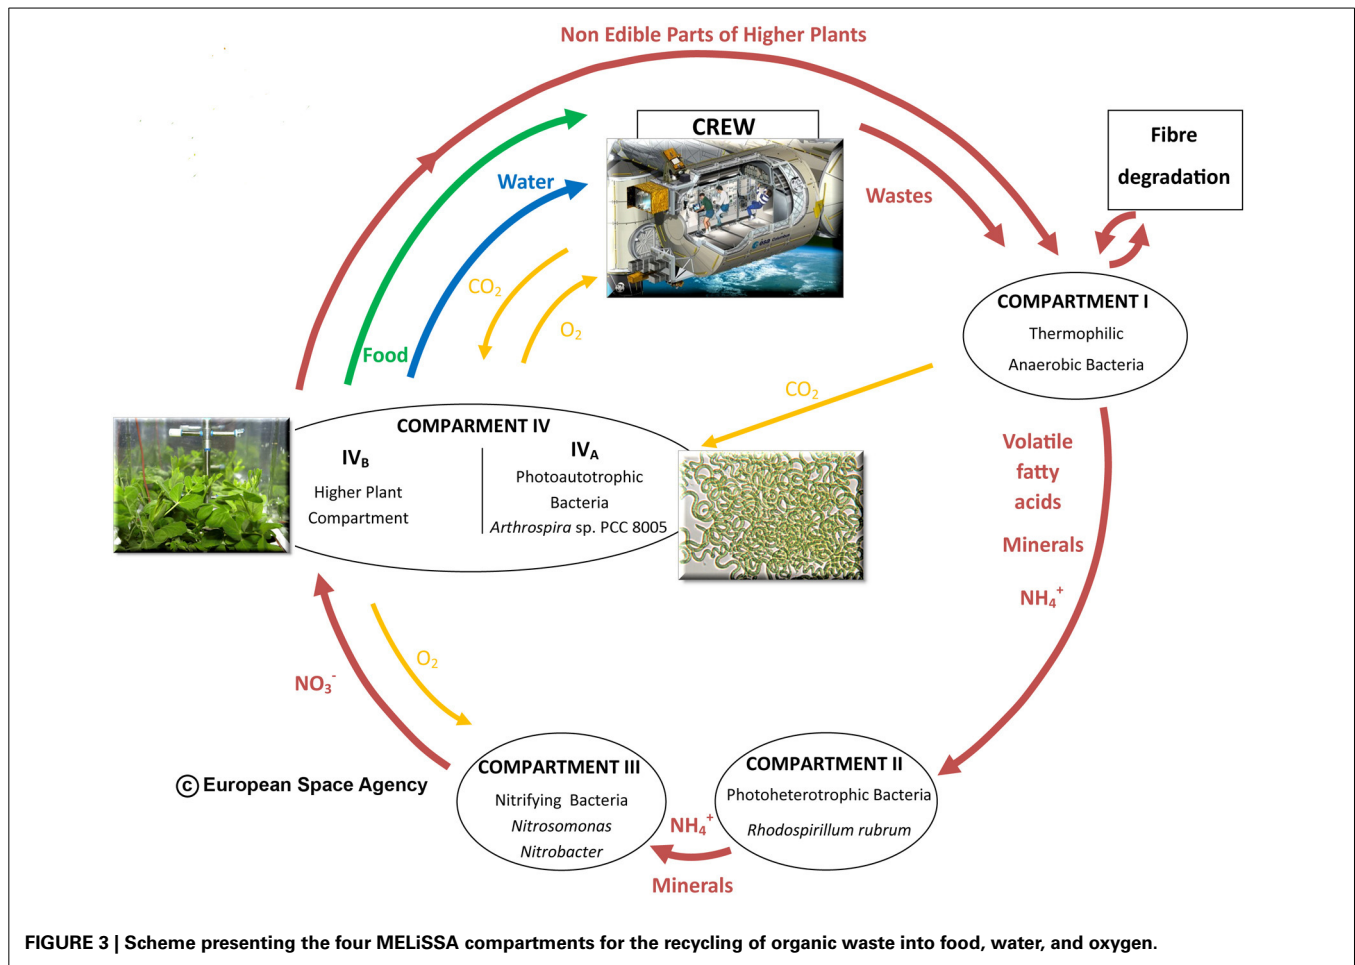 Non Edible Parts of Higher Plants
CREW
Fibre
degradation
Water
Wastes
CO₂
O₂
Food
COMPARTMENT I
Thermophilic
Anaerobic Bacteria
CO₂
COMPARMENT IV
IV_B
Higher Plant
Compartment
IV_A
Photoautotrophic
Bacteria
Arthrospira sp. PCC 8005
Volatile
fatty
acids
Minerals
NH₄⁺
O₂
NO₃⁻
© European Space Agency
COMPARTMENT III
Nitrifying Bacteria
Nitrosomonas
Nitrobacter
COMPARTMENT II
Photoheterotrophic Bacteria
Rhodospirillum rubrum
NH₄⁺
Minerals
FIGURE 3 | Scheme presenting the four MELiSSA compartments for the recycling of organic waste into food, water, and oxygen.